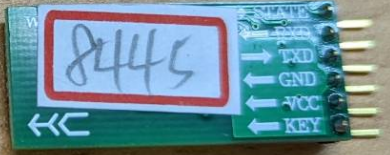 STATE
RXD
8445
TXD
GND
VCC
KEY